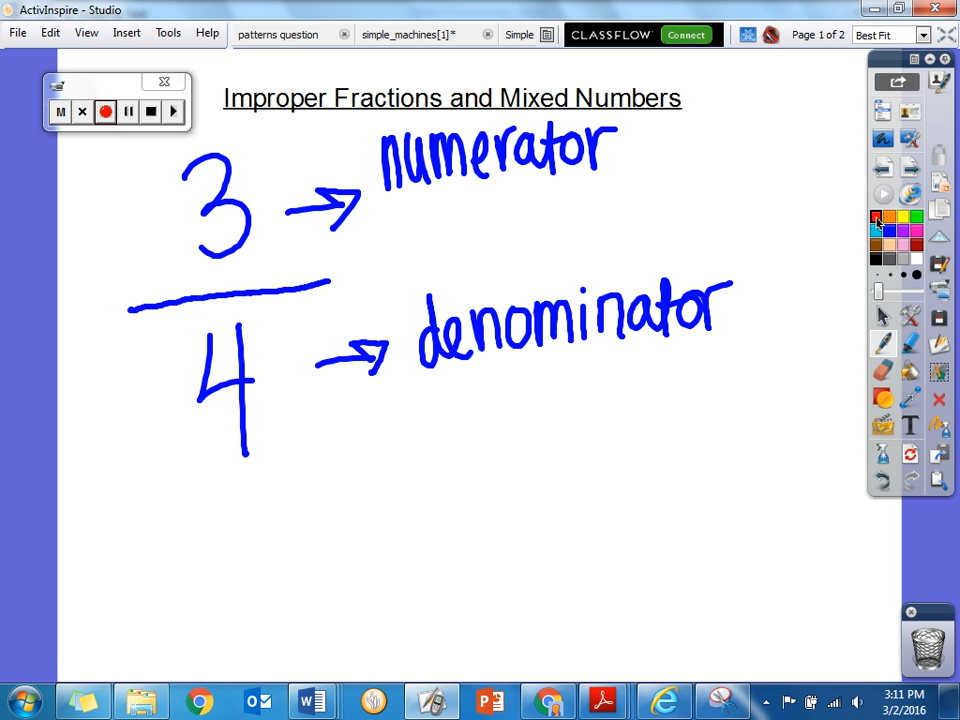 ActivInspire - Studio
File Edit View Insert Tools Help
patterns question
simple_machines[1]*
Simple
CLASSFLOW
Connect
Page 1 of 2
Best Fit
M
Improper Fractions and Mixed Numbers
3 → numerator
4 → denominator
T
3:11 PM
3/2/2016